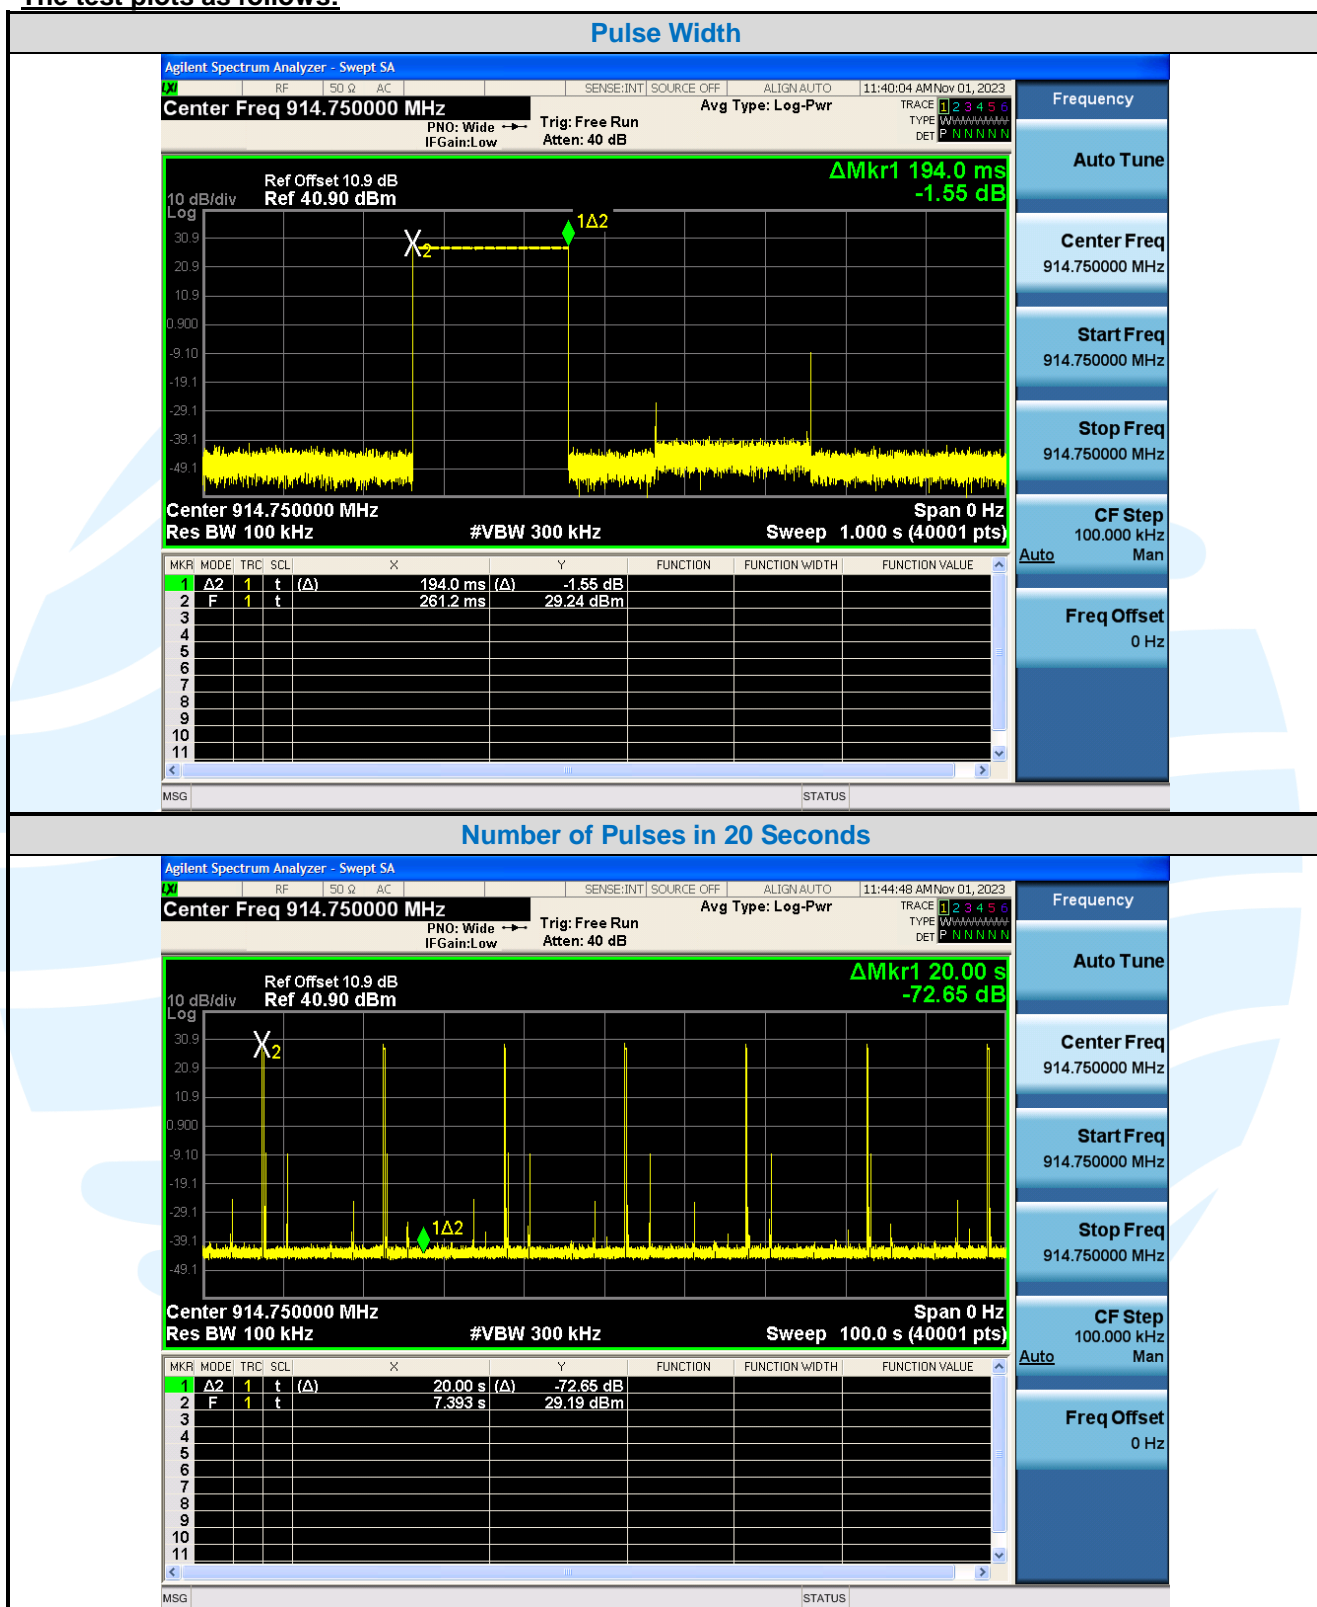 The test plots as follows:
Pulse Width
Agilent Spectrum Analyzer - Swept SA
LXI RF 50 Ω AC SENSE:INT SOURCE OFF ALIGN AUTO 11:40:04 AM Nov 01, 2023
Center Freq 914.750000 MHz
PNO: Wide
IFGain:Low
Trig: Free Run
Atten: 40 dB
Avg Type: Log-Pwr
TRACE 1 2 3 4 5 6
TYPE WWWWWW
DET P N N N N N
Frequency
Auto Tune
Center Freq
914.750000 MHz
Start Freq
914.750000 MHz
Stop Freq
914.750000 MHz
CF Step
100.000 kHz
Auto Man
Freq Offset
0 Hz
ΔMkr1 194.0 ms
-1.55 dB
Ref Offset 10.9 dB
10 dB/div Ref 40.90 dBm
Log
30.9
20.9
10.9
0.900
-9.10
-19.1
-29.1
-39.1
-49.1
X2
1Δ2
Center 914.750000 MHz Span 0 Hz
Res BW 100 kHz #VBW 300 kHz Sweep 1.000 s (40001 pts)
MKR MODE TRC SCL X Y FUNCTION FUNCTION WIDTH FUNCTION VALUE
1 Δ2 1 t (Δ) 194.0 ms (Δ) -1.55 dB
2 F 1 t 261.2 ms 29.24 dBm
3
4
5
6
7
8
9
10
11
MSG STATUS
Number of Pulses in 20 Seconds
Agilent Spectrum Analyzer - Swept SA
LXI RF 50 Ω AC SENSE:INT SOURCE OFF ALIGN AUTO 11:44:48 AM Nov 01, 2023
Center Freq 914.750000 MHz
PNO: Wide
IFGain:Low
Trig: Free Run
Atten: 40 dB
Avg Type: Log-Pwr
TRACE 1 2 3 4 5 6
TYPE WWWWWW
DET P N N N N N
Frequency
Auto Tune
Center Freq
914.750000 MHz
Start Freq
914.750000 MHz
Stop Freq
914.750000 MHz
CF Step
100.000 kHz
Auto Man
Freq Offset
0 Hz
ΔMkr1 20.00 s
-72.65 dB
Ref Offset 10.9 dB
10 dB/div Ref 40.90 dBm
Log
30.9
20.9
10.9
0.900
-9.10
-19.1
-29.1
-39.1
-49.1
X2
1Δ2
Center 914.750000 MHz Span 0 Hz
Res BW 100 kHz #VBW 300 kHz Sweep 100.0 s (40001 pts)
MKR MODE TRC SCL X Y FUNCTION FUNCTION WIDTH FUNCTION VALUE
1 Δ2 1 t (Δ) 20.00 s (Δ) -72.65 dB
2 F 1 t 7.393 s 29.19 dBm
3
4
5
6
7
8
9
10
11
MSG STATUS